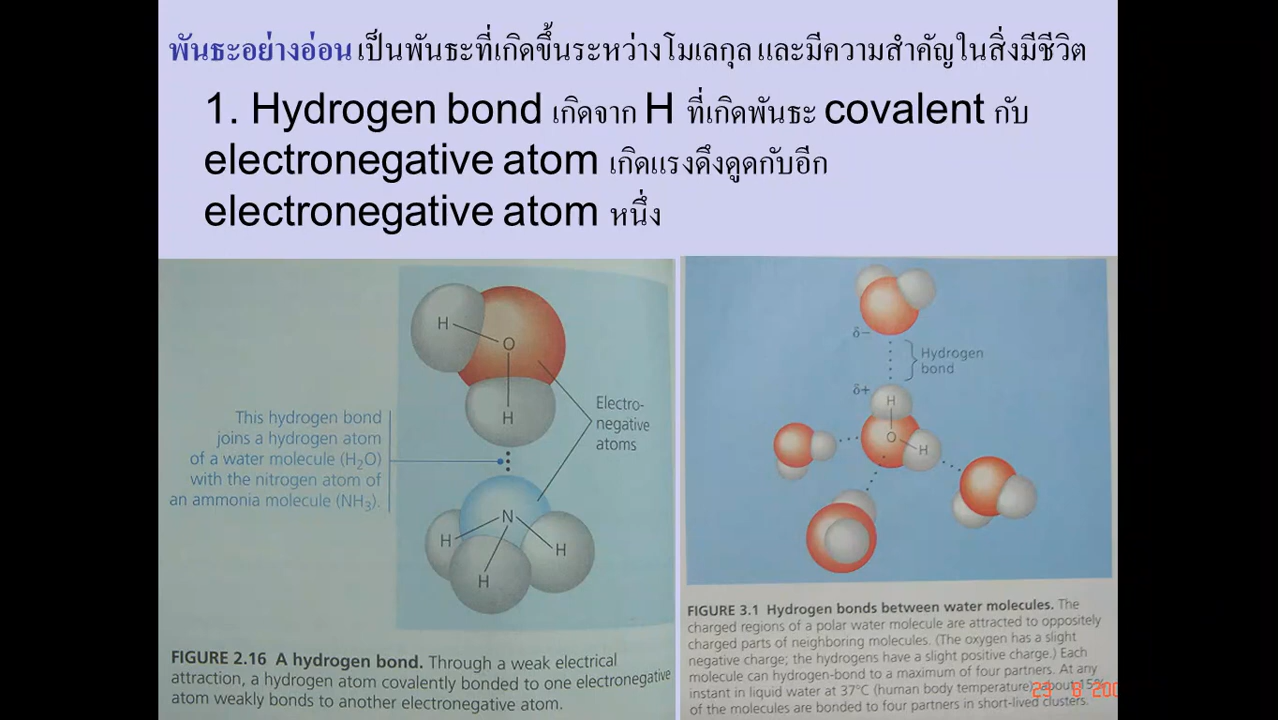 พันธะอย่างอ่อน เป็นพันธะที่เกิดขึ้นระหว่างโมเลกุล และมีความสำคัญในสิ่งมีชีวิต
1. Hydrogen bond เกิดจาก H ที่เกิดพันธะ covalent กับ
electronegative atom เกิดแรงดึงดูดกับอีก
electronegative atom หนึ่ง
H
O
H
Electro-
negative
atoms
This hydrogen bond
joins a hydrogen atom
of a water molecule (H₂O)
with the nitrogen atom of
an ammonia molecule (NH₃).
N
H
H
H
FIGURE 2.16 A hydrogen bond. Through a weak electrical
attraction, a hydrogen atom covalently bonded to one electronegative
atom weakly bonds to another electronegative atom.
δ−
Hydrogen
bond
δ+
H
O
H
FIGURE 3.1 Hydrogen bonds between water molecules. The
charged regions of a polar water molecule are attracted to oppositely
charged parts of neighboring molecules. (The oxygen has a slight
negative charge; the hydrogens have a slight positive charge.) Each
molecule can hydrogen-bond to a maximum of four partners. At any
instant in liquid water at 37°C (human body temperature), about 15%
of the molecules are bonded to four partners in short-lived clusters.